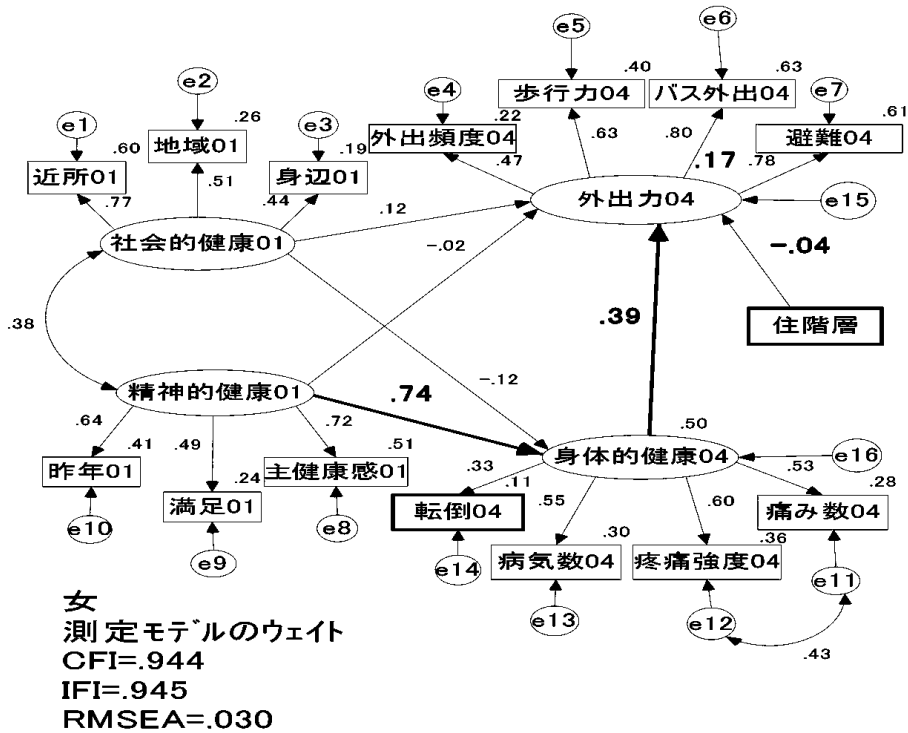 e5
e6
.40
.63
e2
e4
歩行力04
バス外出04
e7
.26
.22
.61
e1
e3
外出頻度04
.63
.80
避難04
.60
地域01
.19
.47
.17
.78
近所01
.51
身辺01
.77
.44
外出力04
e15
.12
社会的健康01
-.02
-.04
.39
住階層
.38
精神的健康01
.74
-.12
.64
.72
.50
.41
.49
.51
身体的健康04
e16
昨年01
.24
主健康感01
.33
.53
満足01
.11
.55
.60
.28
e10
e8
転倒04
痛み数04
e9
.30
.36
e14
病気数04
疼痛強度04
e11
e13
e12
.43
女
測定モデルのウェイト
CFI=.944
IFI=.945
RMSEA=.030